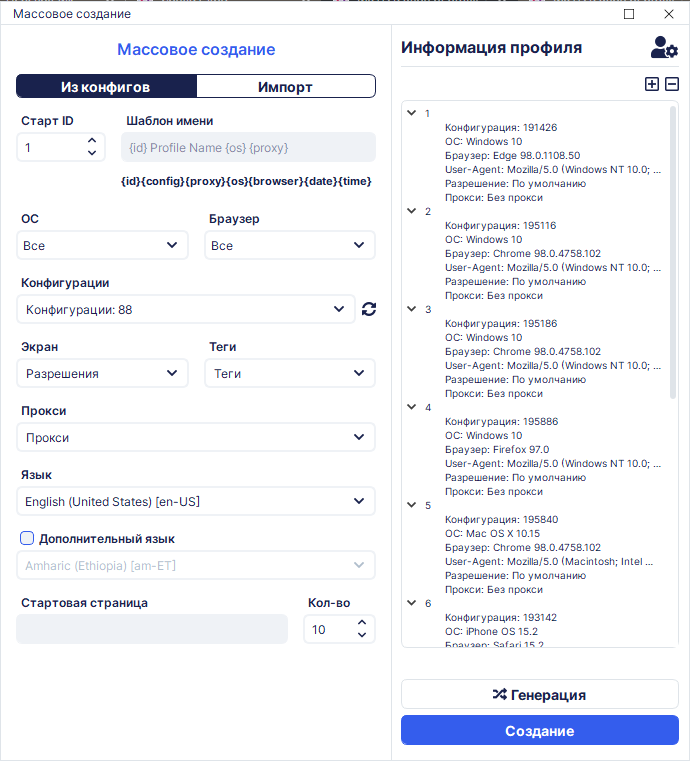 Массовое создание
Массовое создание
Из конфигов
Импорт
Старт ID
Шаблон имени
1
{id} Profile Name {os} {proxy}
{id}{config}{proxy}{os}{browser}{date}{time}
ОС
Браузер
Все
Все
Конфигурации
Конфигурации: 88
Экран
Теги
Разрешения
Теги
Прокси
Прокси
Язык
English (United States) [en-US]
Дополнительный язык
Amharic (Ethiopia) [am-ET]
Стартовая страница
Кол-во
10
Информация профиля
1
Конфигурация: 191426
ОС: Windows 10
Браузер: Edge 98.0.1108.50
User-Agent: Mozilla/5.0 (Windows NT 10.0; ...
Разрешение: По умолчанию
Прокси: Без прокси
2
Конфигурация: 195116
ОС: Windows 10
Браузер: Chrome 98.0.4758.102
User-Agent: Mozilla/5.0 (Windows NT 10.0; ...
Разрешение: По умолчанию
Прокси: Без прокси
3
Конфигурация: 195186
ОС: Windows 10
Браузер: Chrome 98.0.4758.102
User-Agent: Mozilla/5.0 (Windows NT 10.0; ...
Разрешение: По умолчанию
Прокси: Без прокси
4
Конфигурация: 195886
ОС: Windows 10
Браузер: Firefox 97.0
User-Agent: Mozilla/5.0 (Windows NT 10.0; ...
Разрешение: По умолчанию
Прокси: Без прокси
5
Конфигурация: 195840
ОС: Mac OS X 10.15
Браузер: Chrome 98.0.4758.102
User-Agent: Mozilla/5.0 (Macintosh; Intel ...
Разрешение: По умолчанию
Прокси: Без прокси
6
Конфигурация: 193142
ОС: iPhone OS 15.2
Браузер: Safari 15.2
Генерация
Создание